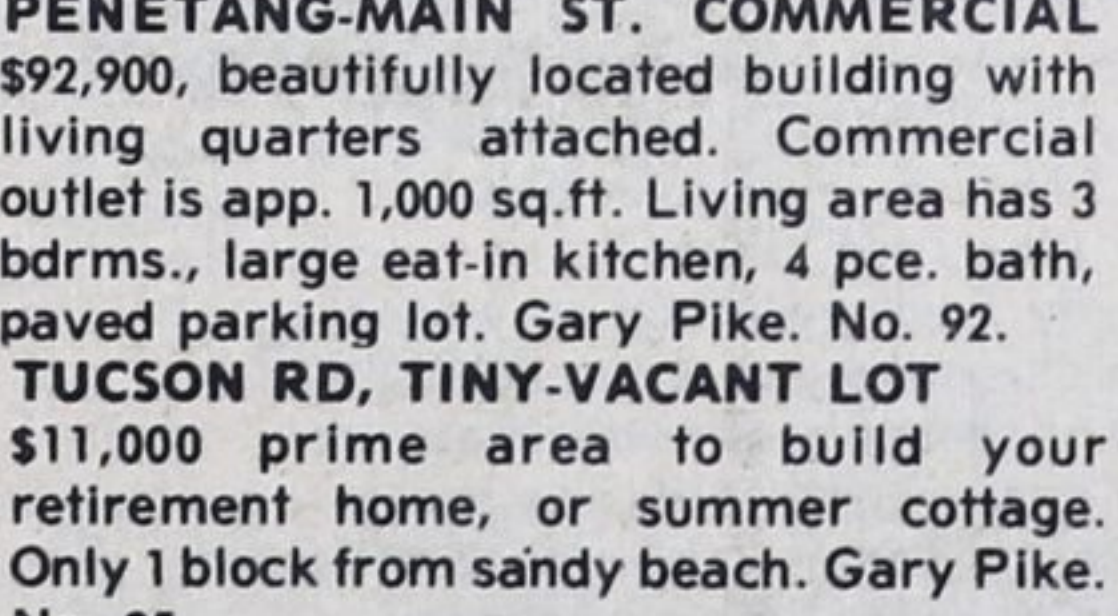 PENETANG-MAIN ST. COMMERCIAL
$92,900, beautifully located building with
living quarters attached. Commercial
outlet is app. 1,000 sq.ft. Living area has 3
bdrms., large eat-in kitchen, 4 pce. bath,
paved parking lot. Gary Pike. No. 92.
TUCSON RD, TINY-VACANT LOT
$11,000 prime area to build your
retirement home, or summer cottage.
Only 1 block from sandy beach. Gary Pike.